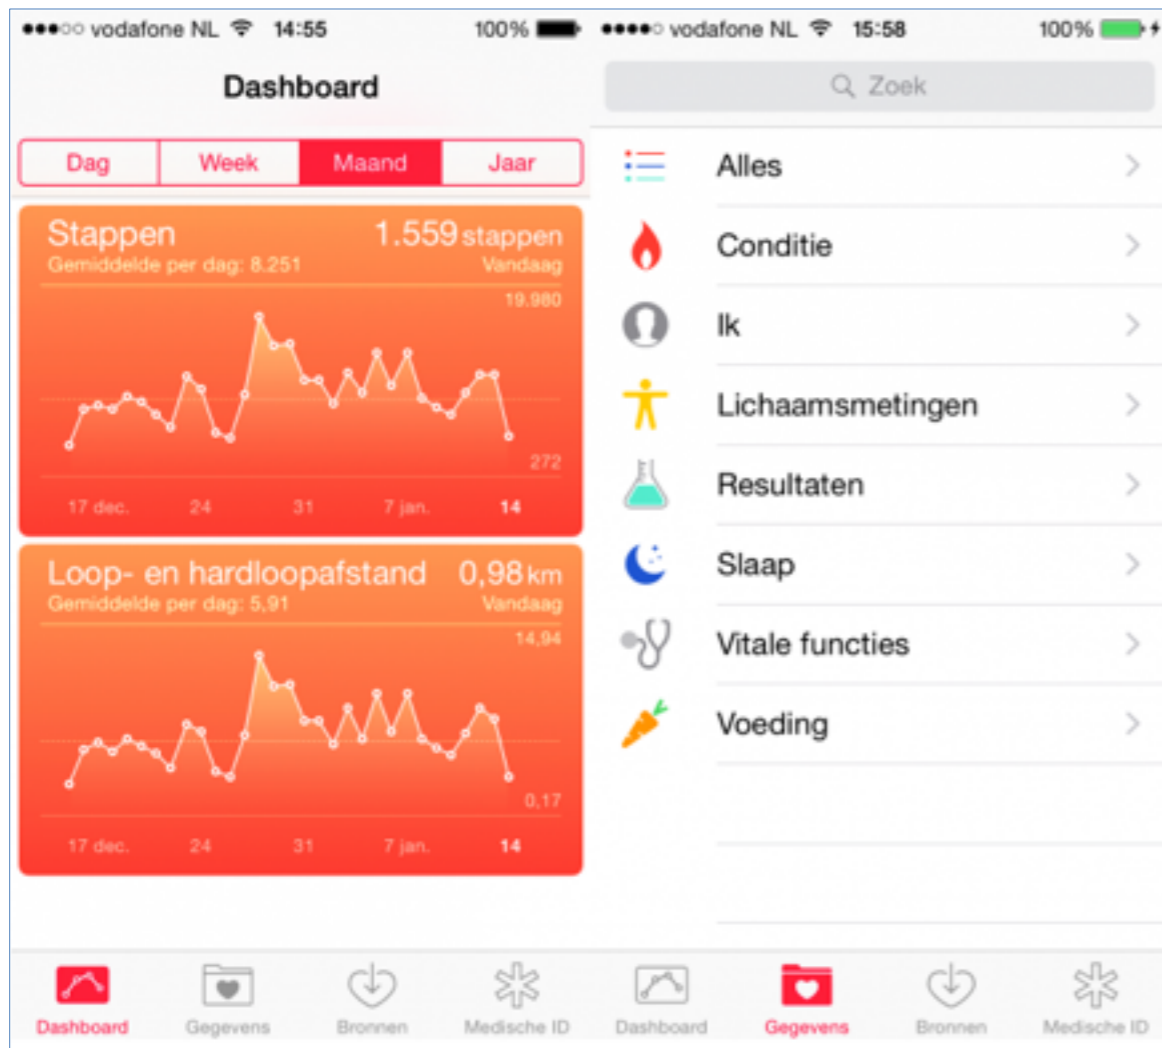 vodafone NL 14:55 100%
Dashboard
Dag Week Maand Jaar
Stappen 1.559 stappen
Gemiddelde per dag: 8.251 Vandaag
19.980
272
17 dec. 24 31 7 jan. 14
Loop- en hardloopafstand 0,98 km
Gemiddelde per dag: 5,91 Vandaag
14,94
0,17
17 dec. 24 31 7 jan. 14
Dashboard Gegevens Bronnen Medische ID
vodafone NL 15:58 100%
Zoek
Alles
Conditie
Ik
Lichaamsmetingen
Resultaten
Slaap
Vitale functies
Voeding
Dashboard Gegevens Bronnen Medische ID